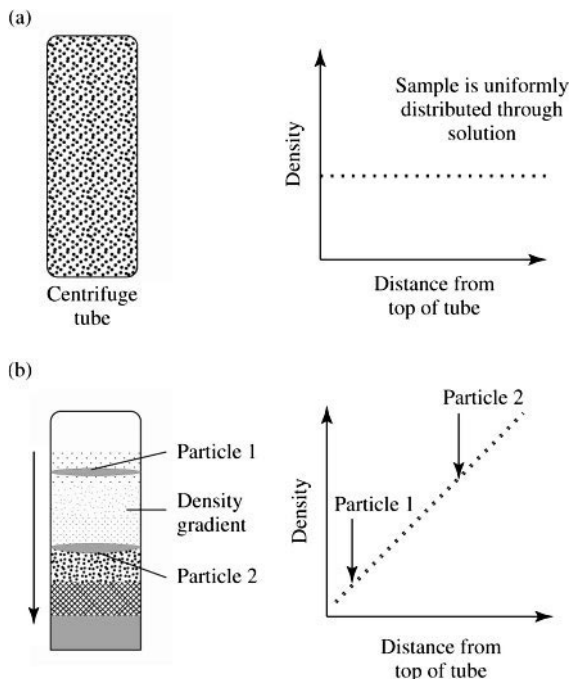 (a)
Centrifuge
tube
Sample is uniformly
distributed through
solution
Density
Distance from
top of tube
(b)
Particle 1
Density
gradient
Particle 2
Particle 2
Particle 1
Density
Distance from
top of tube